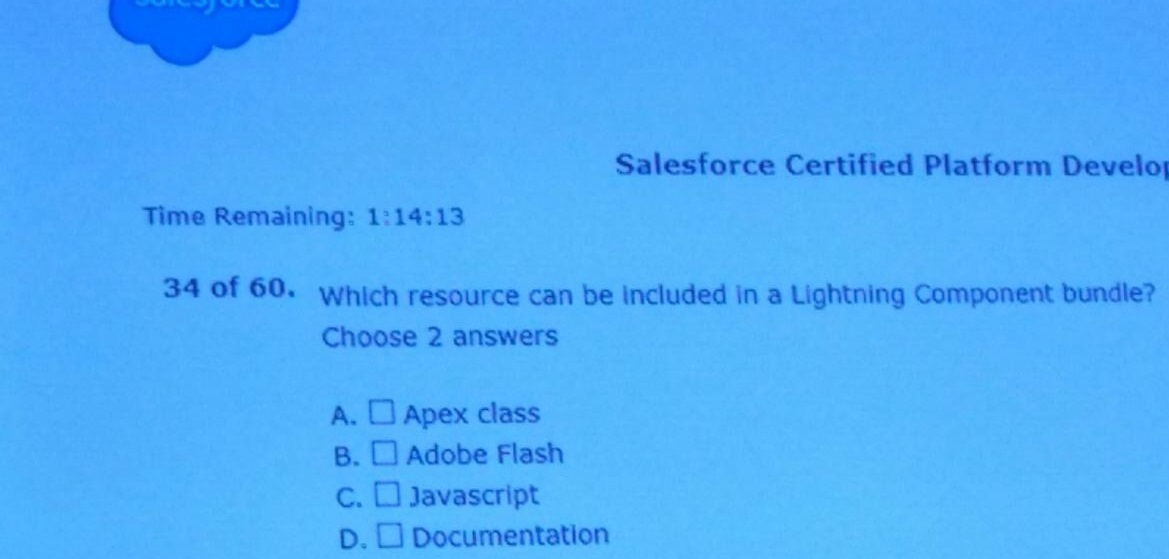 salesforce
Salesforce Certified Platform
Time Remaining: 1:14:13
34 of 60. Which resource can be included in a Lightning Component bundle?
Choose 2 answers
A. Apex class
B. Adobe Flash
C. Javascript
D. Documentation